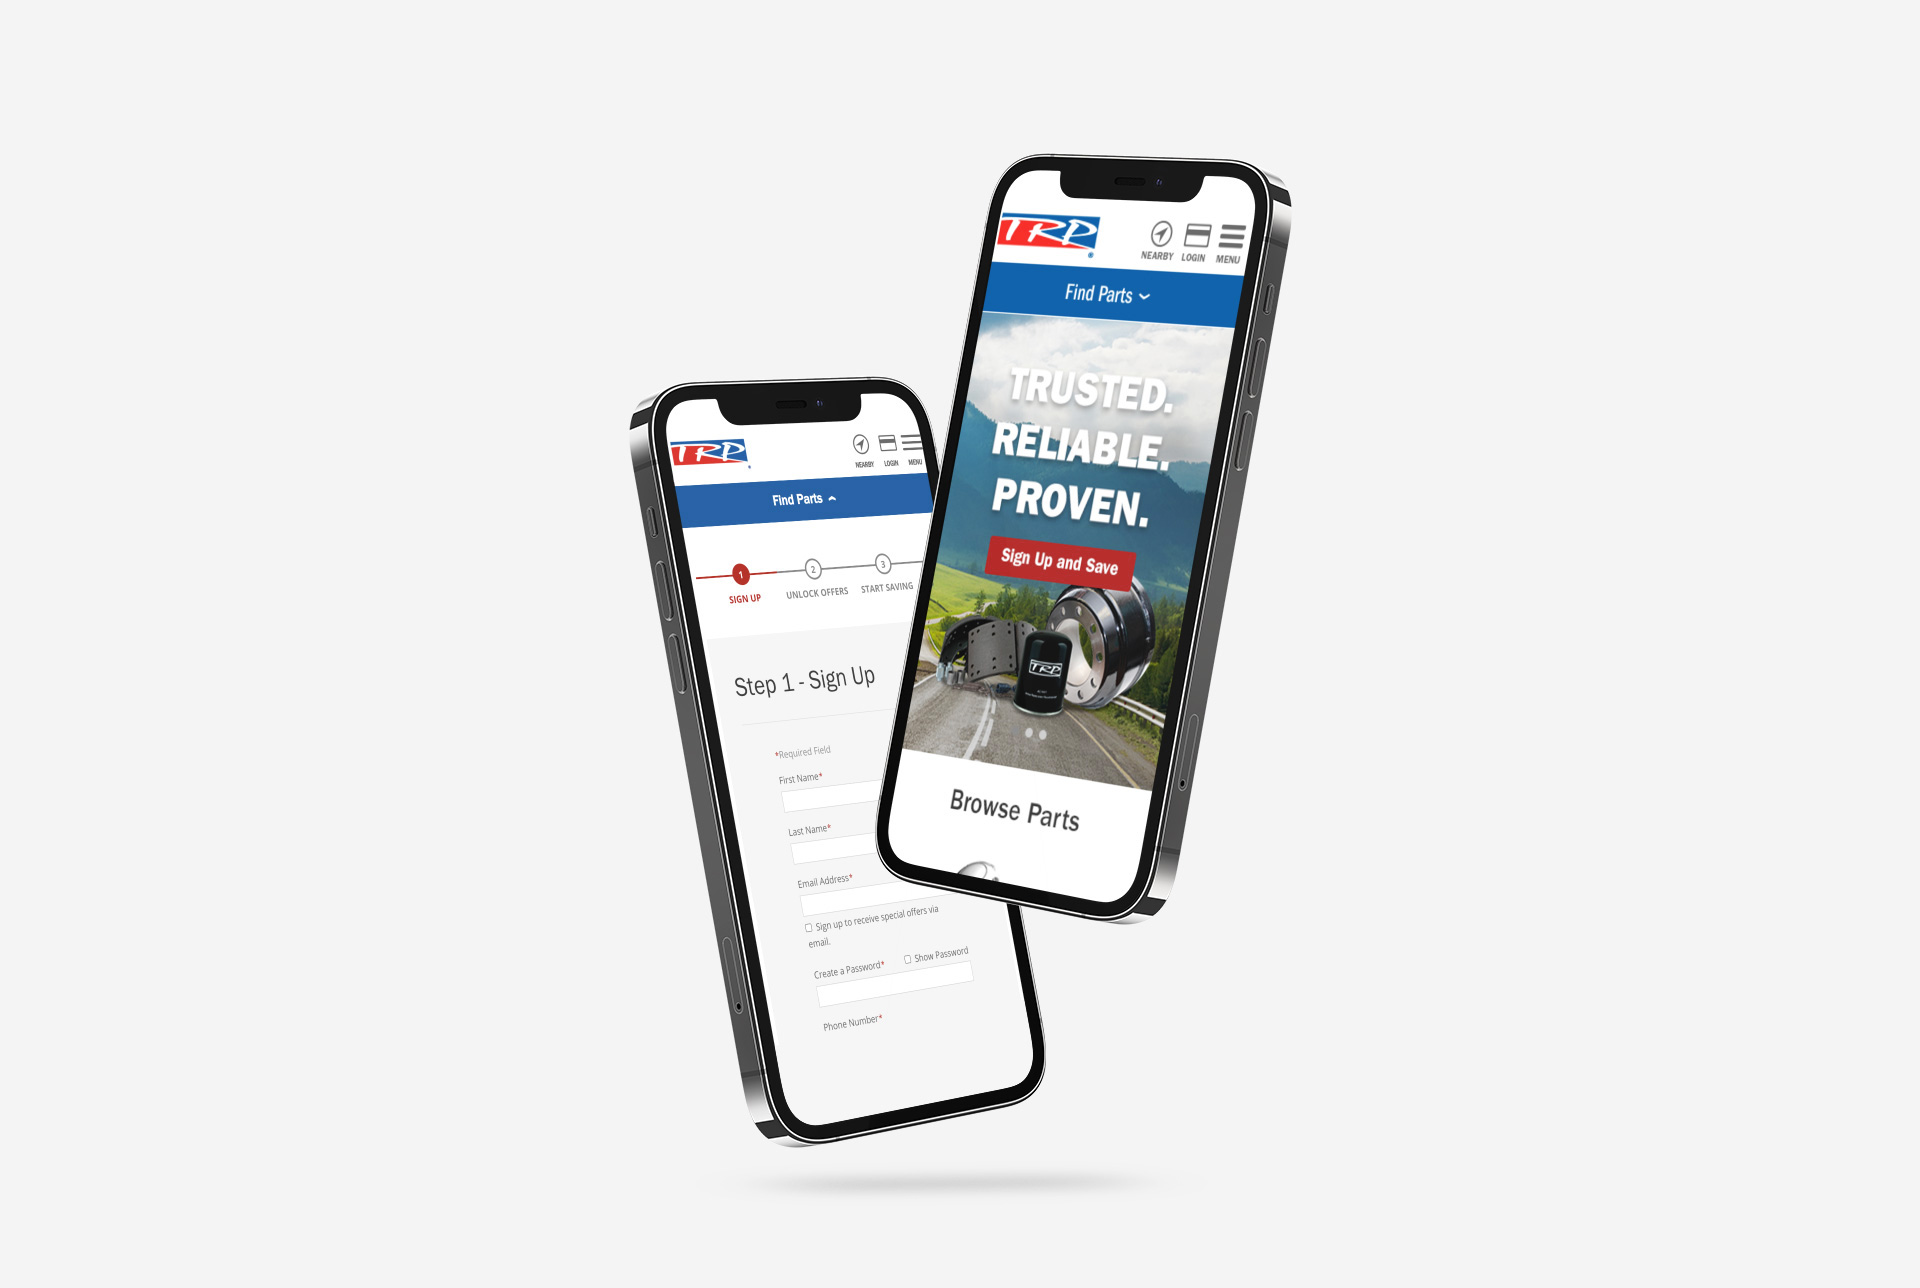 TRP
NEARBY LOGIN MENU
Find Parts
TRUSTED.
RELIABLE.
PROVEN.
Sign Up and Save
TRP
Browse Parts
TRP
NEARBY LOGIN MENU
Find Parts
1 2 3
SIGN UP UNLOCK OFFERS START SAVING
Step 1 - Sign Up
*Required Field
First Name*
Last Name*
Email Address*
Sign up to receive special offers via
email.
Create a Password* Show Password
Phone Number*